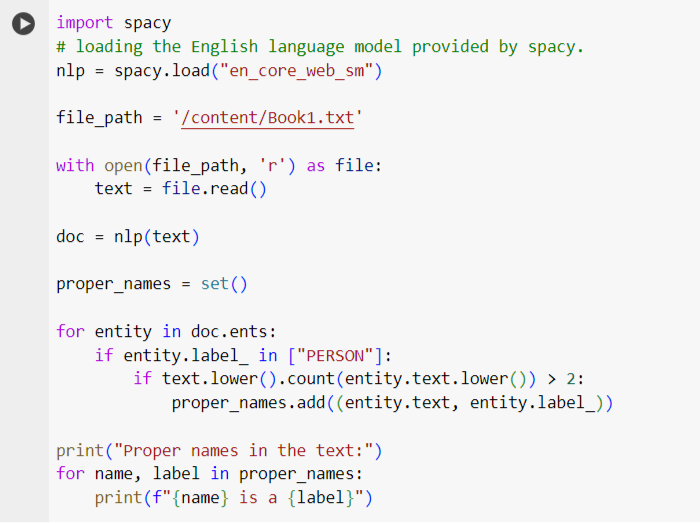 import spacy
# loading the English language model provided by spacy.
nlp = spacy.load("en_core_web_sm")
file_path = '/content/Book1.txt'
with open(file_path, 'r') as file:
    text = file.read()
doc = nlp(text)
proper_names = set()
for entity in doc.ents:
    if entity.label_ in ["PERSON"]:
        if text.lower().count(entity.text.lower()) > 2:
            proper_names.add((entity.text, entity.label_))
print("Proper names in the text:")
for name, label in proper_names:
    print(f"{name} is a {label}")